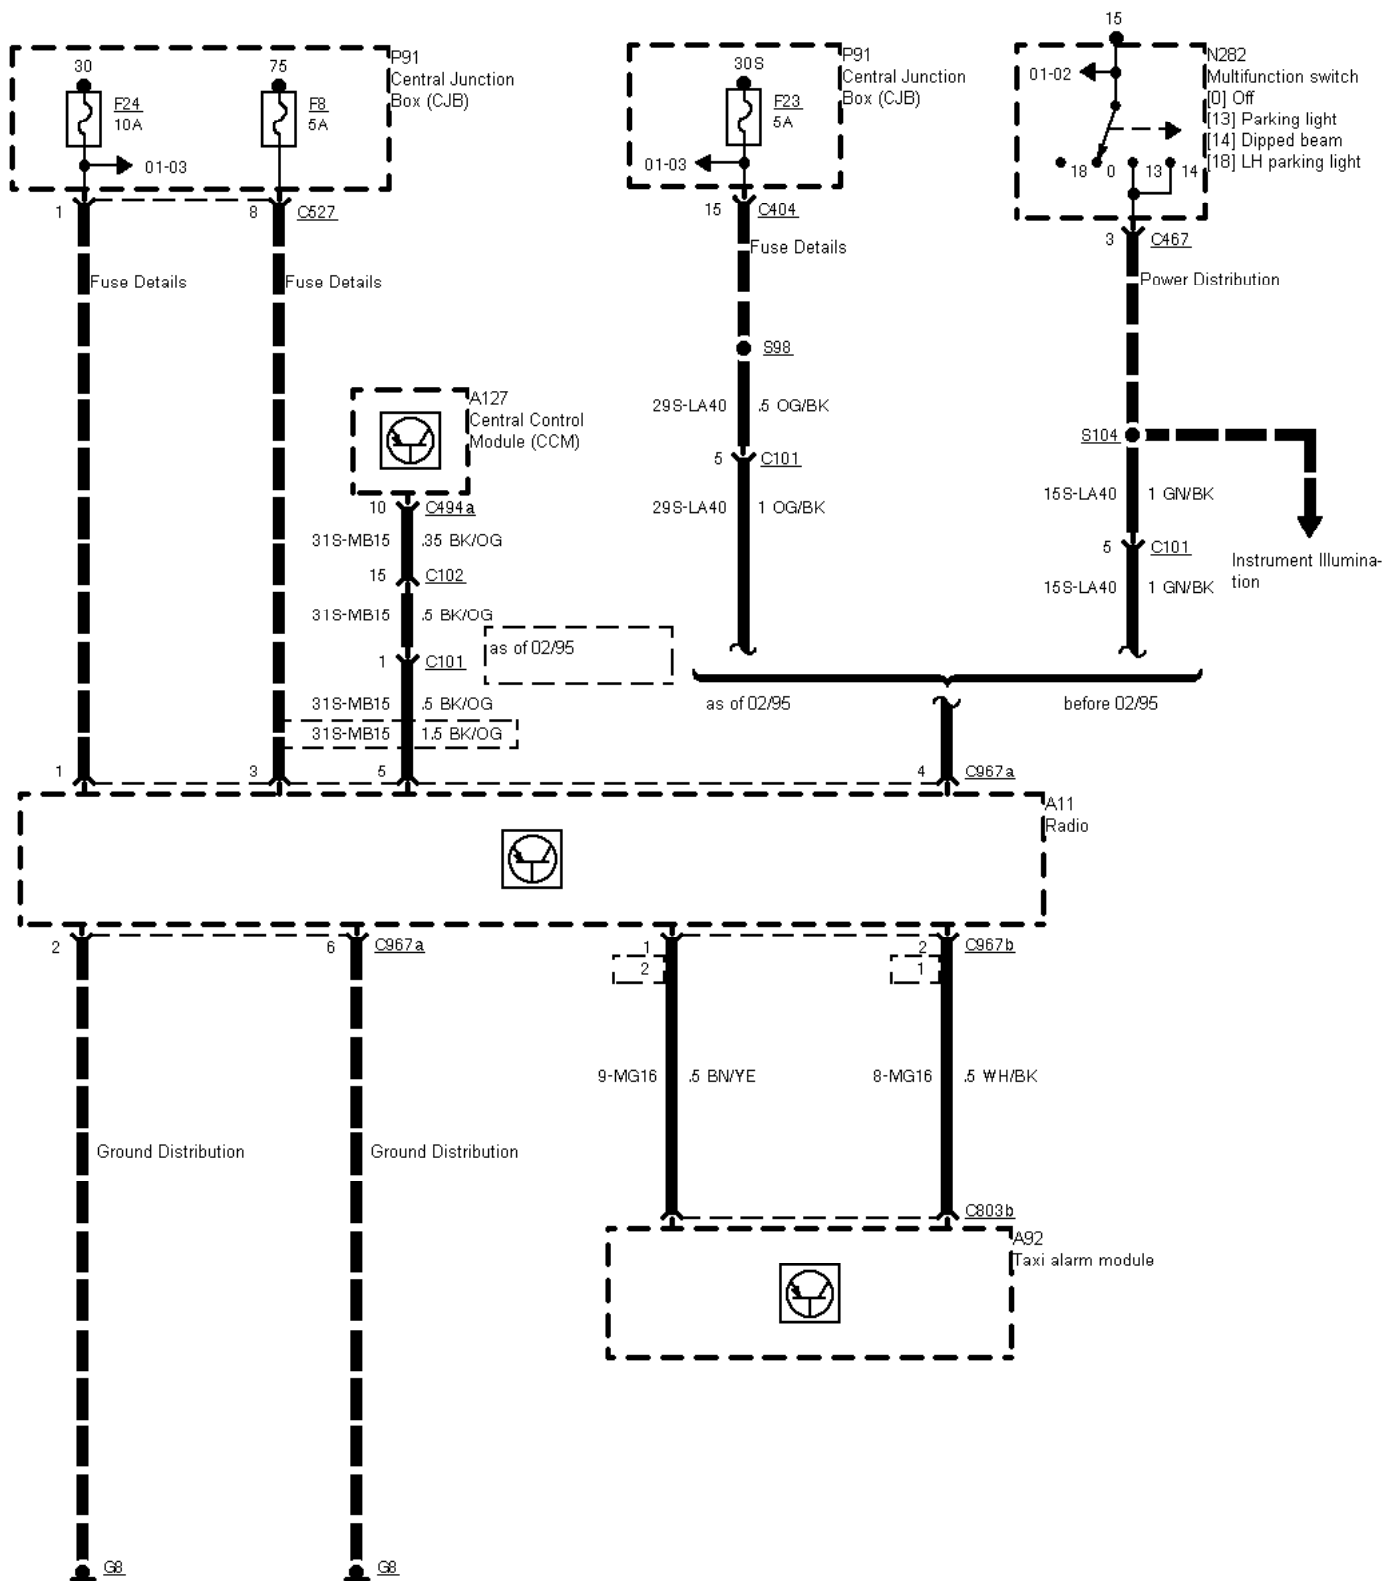 15
30
75
F24
10A
F8
5A
01-03
P91
Central Junction
Box (CJB)
1
8
C527
Fuse Details
Fuse Details
30S
F23
5A
01-03
P91
Central Junction
Box (CJB)
15
C404
Fuse Details
S98
29S-LA40
.5 OG/BK
5
C101
29S-LA40
1 OG/BK
01-02
18
0
13
14
N282
Multifunction switch
[0] Off
[13] Parking light
[14] Dipped beam
[18] LH parking light
3
C467
Power Distribution
S104
15S-LA40
1 GN/BK
5
C101
15S-LA40
1 GN/BK
Instrument Illumina-
tion
A127
Central Control
Module (CCM)
10
C494a
31S-MB15
.35 BK/OG
15
C102
31S-MB15
.5 BK/OG
as of 02/95
1
C101
31S-MB15
.5 BK/OG
31S-MB15
1.5 BK/OG
as of 02/95
before 02/95
1
3
5
4
C967a
A11
Radio
2
6
C967a
1
2
2
1
C967b
9-MG16
.5 BN/YE
8-MG16
.5 WH/BK
Ground Distribution
Ground Distribution
C803b
A92
Taxi alarm module
G8
G8